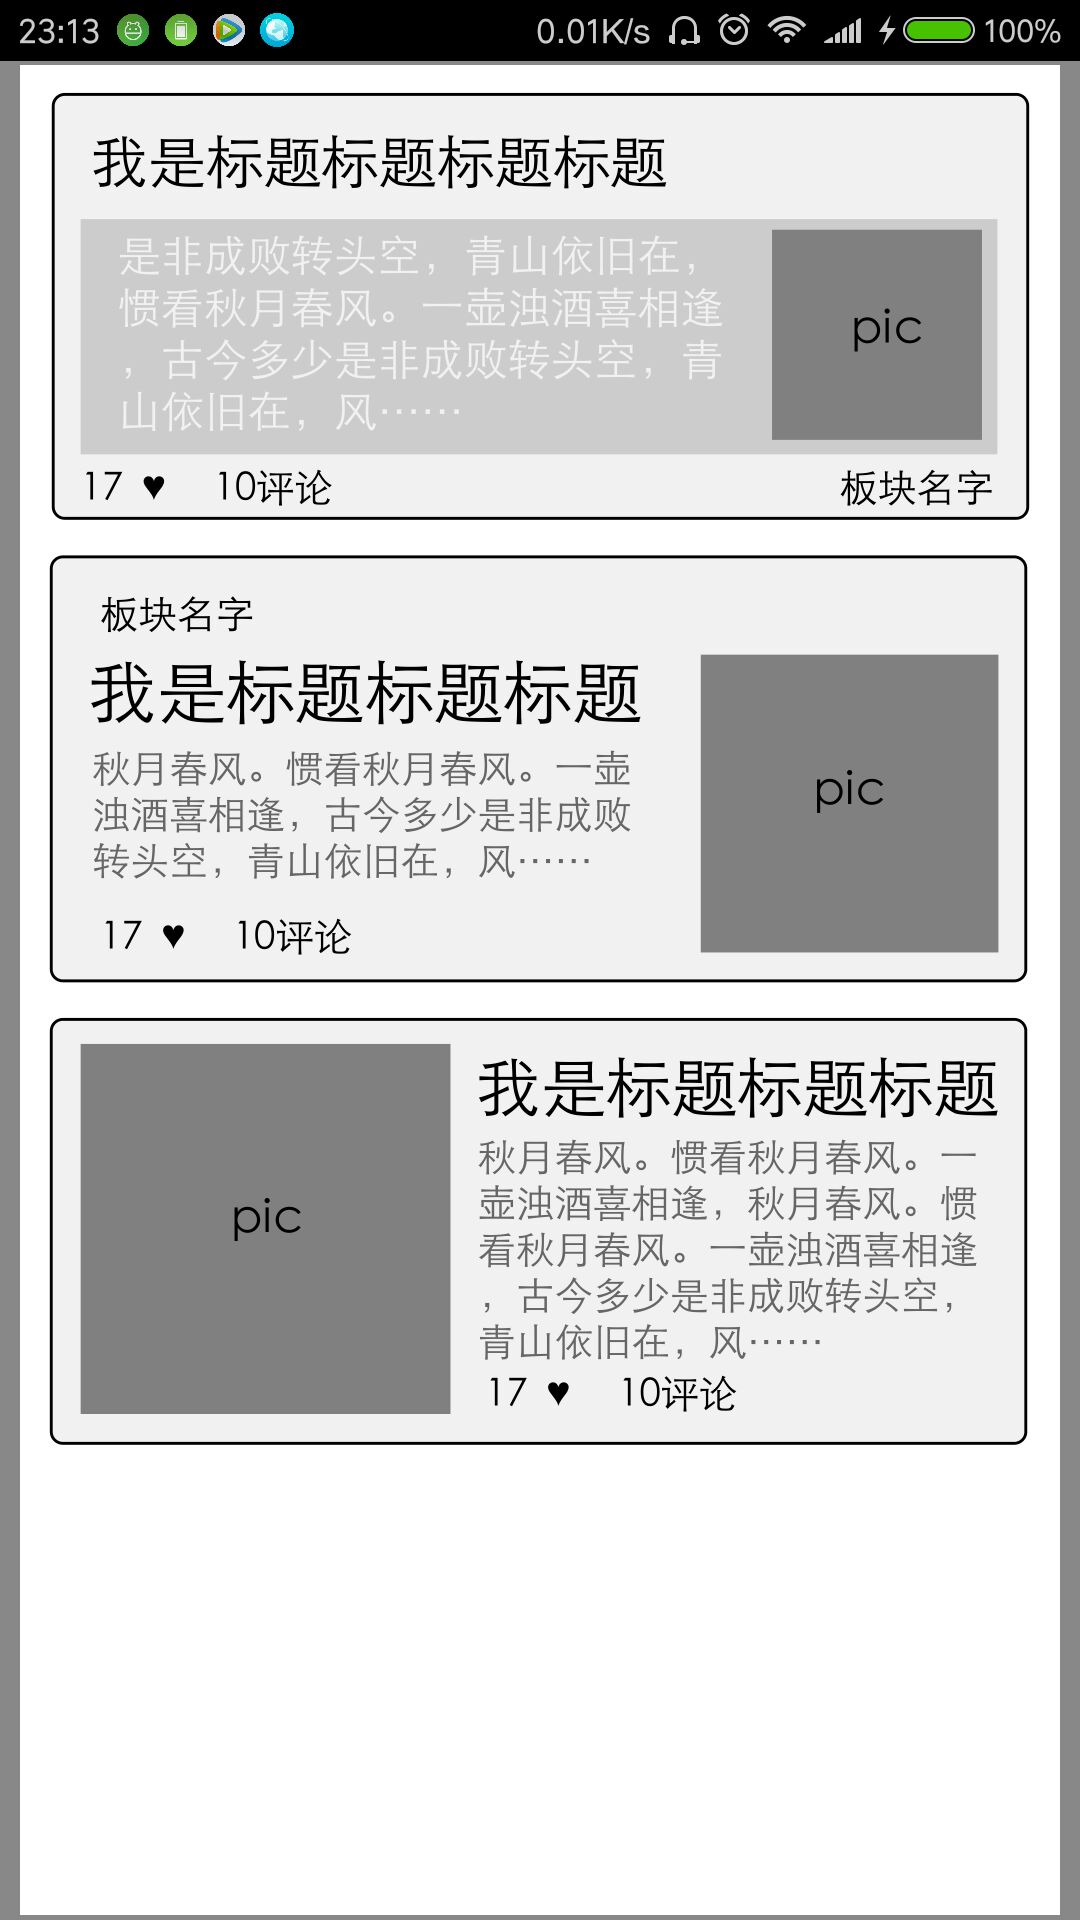 23:13 0.01K/s 100%
我是标题标题标题标题
是非成败转头空，青山依旧在，
惯看秋月春风。一壶浊酒喜相逢
，古今多少是非成败转头空，青
山依旧在，风……
pic
17 ♥ 10评论 板块名字
板块名字
我是标题标题标题
秋月春风。惯看秋月春风。一壶
浊酒喜相逢，古今多少是非成败
转头空，青山依旧在，风……
pic
17 ♥ 10评论
pic
我是标题标题标题
秋月春风。惯看秋月春风。一
壶浊酒喜相逢，秋月春风。惯
看秋月春风。一壶浊酒喜相逢
，古今多少是非成败转头空，
青山依旧在，风……
17 ♥ 10评论